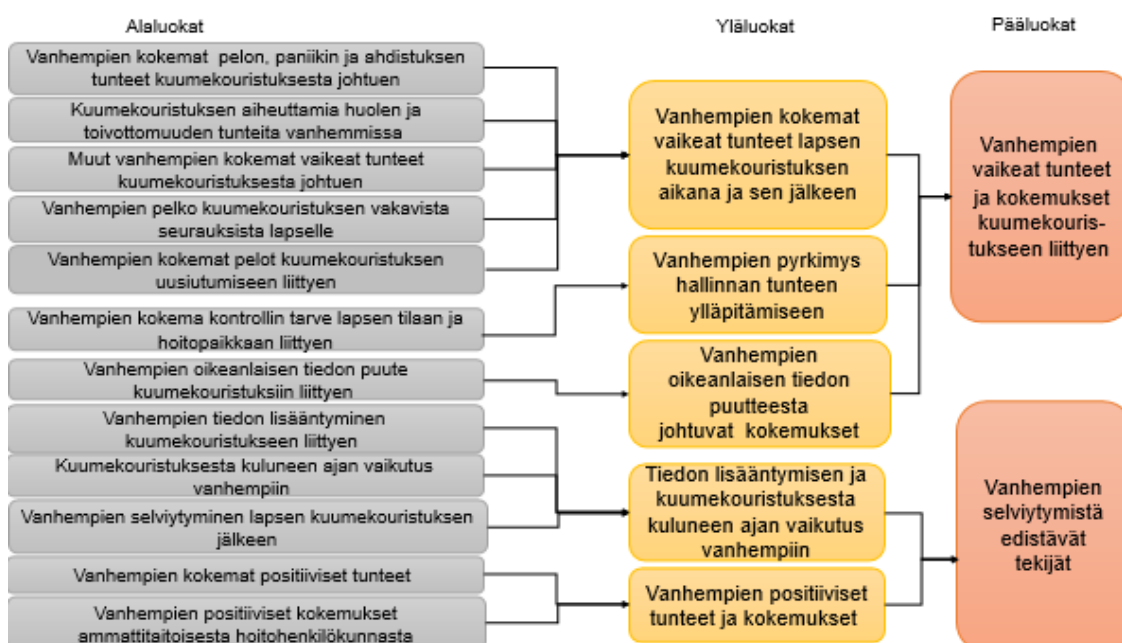 Alaluokat
Yläluokat
Pääluokat
Vanhempien kokemat pelon, paniikin ja ahdistuksen
tunteet kuumekouristuksesta johtuen
Kuumekouristuksen aiheuttamia huolen ja
toivottomuuden tunteita vanhemmissa
Muut vanhempien kokemat vaikeat tunteet
kuumekouristuksesta johtuen
Vanhempien pelko kuumekouristuksen vakavista
seurauksista lapselle
Vanhempien kokemat pelot kuumekouristuksen
uusiutumiseen liittyen
Vanhempien kokema kontrollin tarve lapsen tilaan ja
hoitopaikkaan liittyen
Vanhempien oikeanlaisen tiedon puute
kuumekouristuksiin liittyen
Vanhempien tiedon lisääntyminen
kuumekouristukseen liittyen
Kuumekouristuksesta kuluneen ajan vaikutus
vanhempiin
Vanhempien selviytyminen lapsen kuumekouristuksen
jälkeen
Vanhempien kokemat positiiviset tunteet
Vanhempien positiiviset kokemukset
ammattitaitoisesta hoitohenkilökunnasta
Vanhempien kokemat
vaikeat tunteet lapsen
kuumekouristuksen
aikana ja sen jälkeen
Vanhempien pyrkimys
hallinnan tunteen
ylläpitämiseen
Vanhempien
oikeanlaisen tiedon
puutteesta
johtuvat kokemukset
Tiedon lisääntymisen ja
kuumekouristuksesta
kuluneen ajan vaikutus
vanhempiin
Vanhempien positiiviset
tunteet ja kokemukset
Vanhempien
vaikeat tunteet
ja kokemukset
kuumekouris-
tukseen liittyen
Vanhempien
selviytymistä
edistävät
tekijät